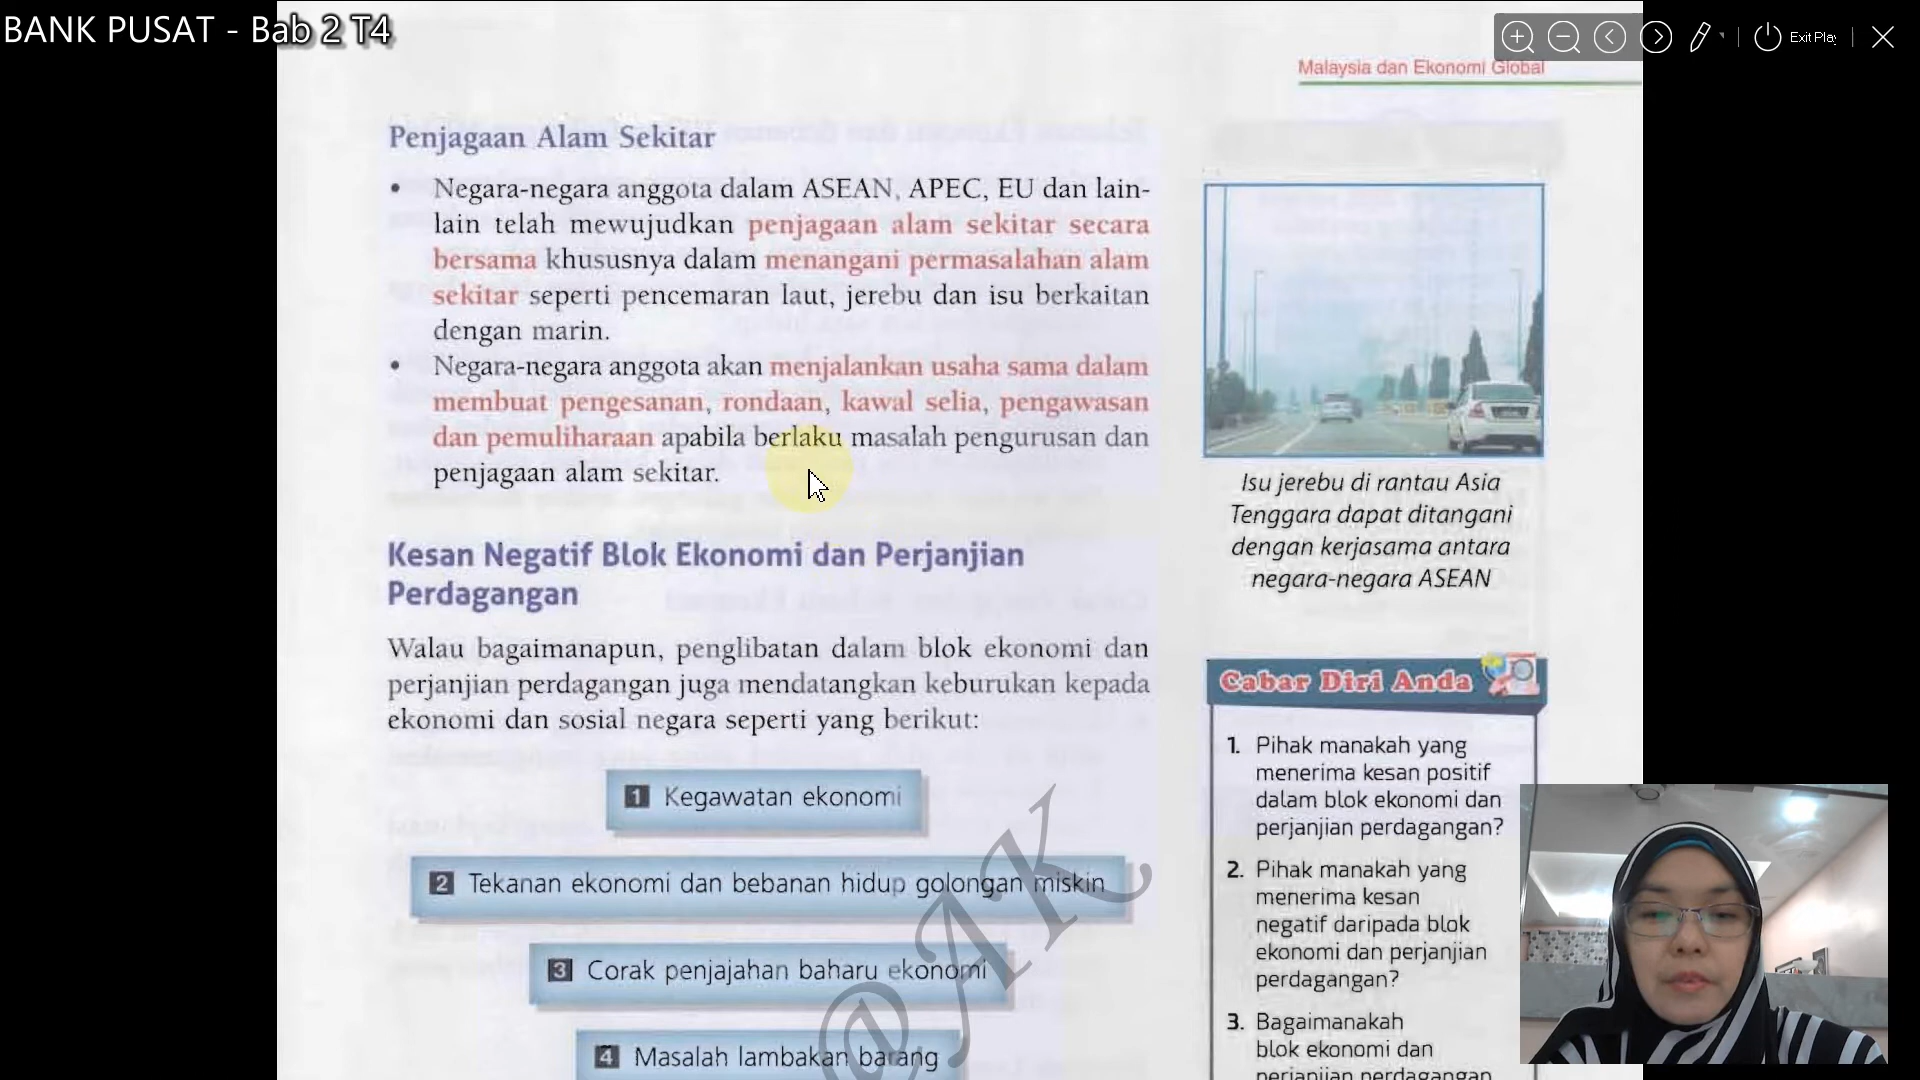 BANK PUSAT - Bab 2 T4
Exit Pla
Malaysia dan Ekonomi Global
Penjagaan Alam Sekitar
• Negara-negara anggota dalam ASEAN, APEC, EU dan lain-
lain telah mewujudkan penjagaan alam sekitar secara
bersama khususnya dalam menangani permasalahan alam
sekitar seperti pencemaran laut, jerebu dan isu berkaitan
dengan marin.
• Negara-negara anggota akan menjalankan usaha sama dalam
membuat pengesanan, rondaan, kawal selia, pengawasan
dan pemuliharaan apabila berlaku masalah pengurusan dan
penjagaan alam sekitar.
Kesan Negatif Blok Ekonomi dan Perjanjian
Perdagangan
Walau bagaimanapun, penglibatan dalam blok ekonomi dan
perjanjian perdagangan juga mendatangkan keburukan kepada
ekonomi dan sosial negara seperti yang berikut:
1 Kegawatan ekonomi
2 Tekanan ekonomi dan bebanan hidup golongan miskin
3 Corak penjajahan baharu ekonomi
4 Masalah lambakan barang
@AK
Isu jerebu di rantau Asia
Tenggara dapat ditangani
dengan kerjasama antara
negara-negara ASEAN
Cabar Diri Anda
1. Pihak manakah yang
menerima kesan positif
dalam blok ekonomi dan
perjanjian perdagangan?
2. Pihak manakah yang
menerima kesan
negatif daripada blok
ekonomi dan perjanjian
perdagangan?
3. Bagaimanakah
blok ekonomi dan
perjanjian perdagangan